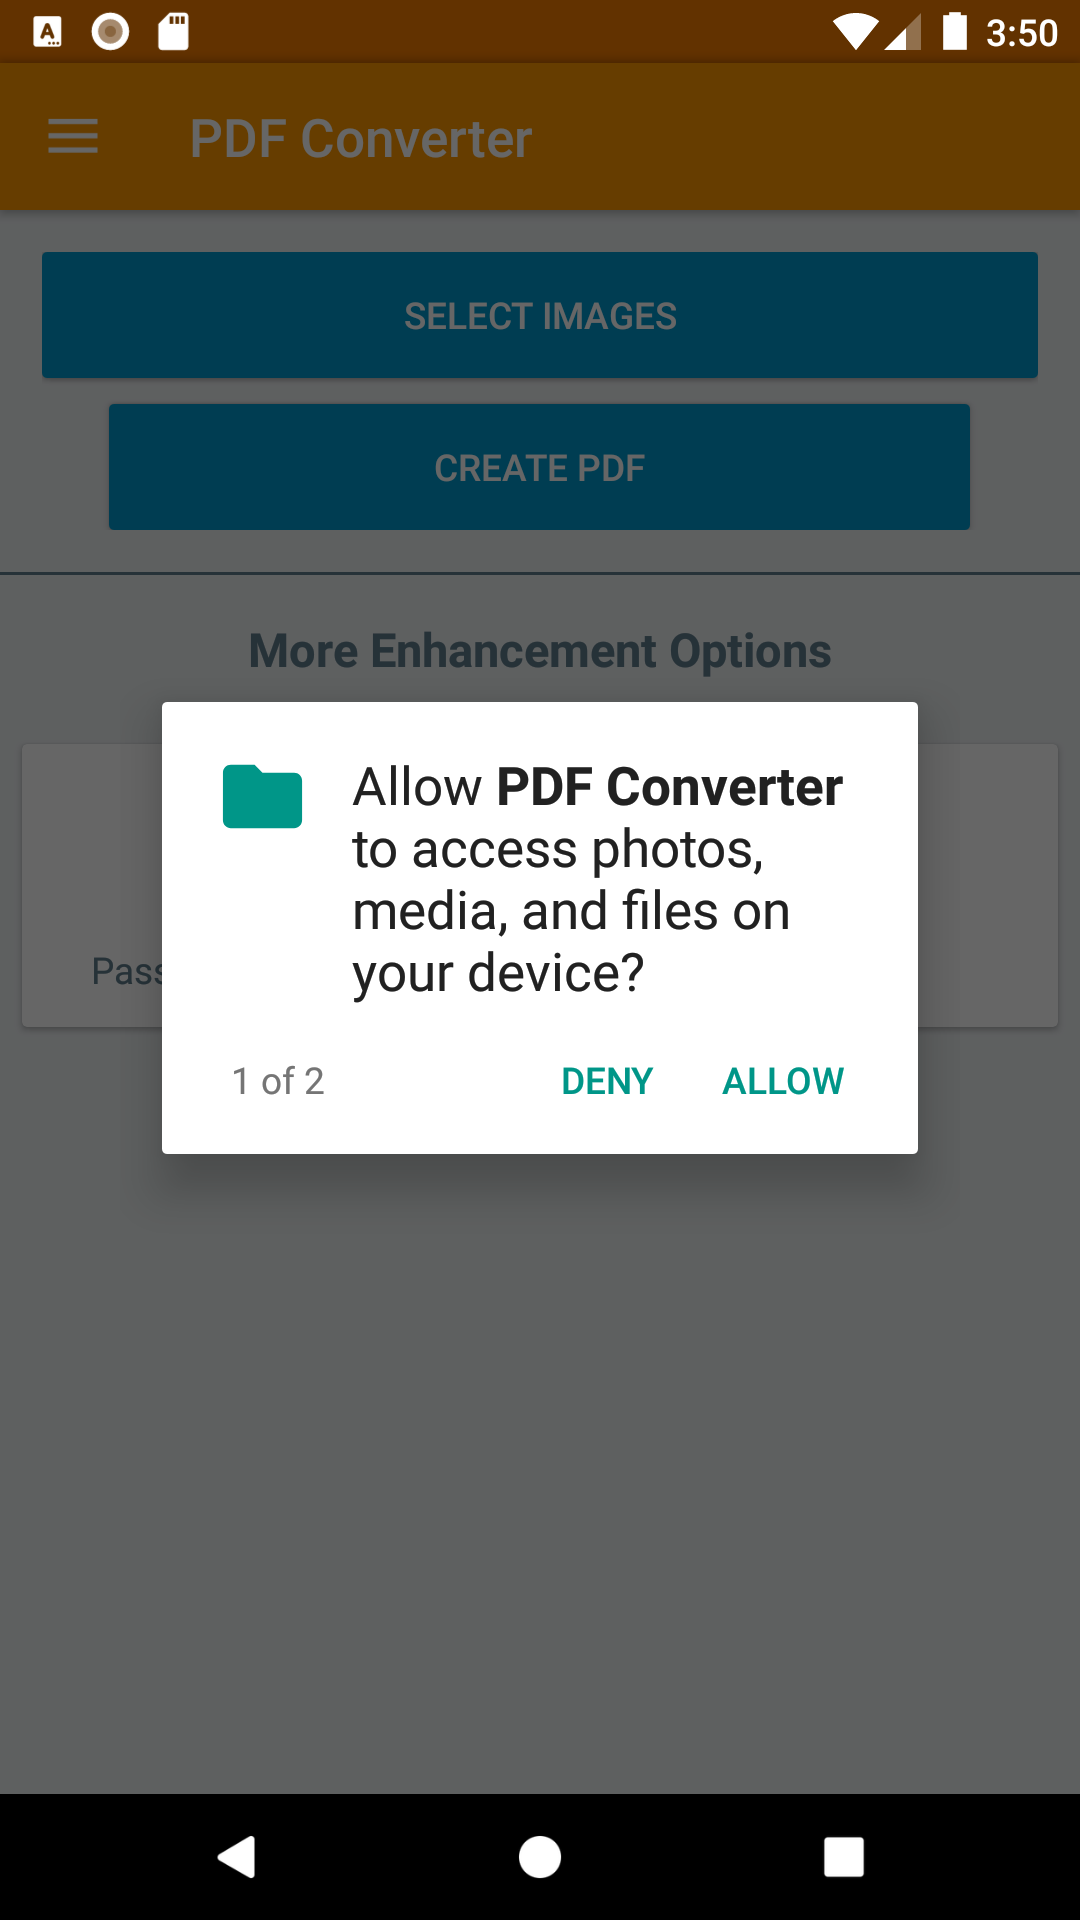 3:50
PDF Converter
SELECT IMAGES
CREATE PDF
More Enhancement Options
Allow PDF Converter
to access photos,
media, and files on
your device?
Pass
1 of 2 DENY ALLOW